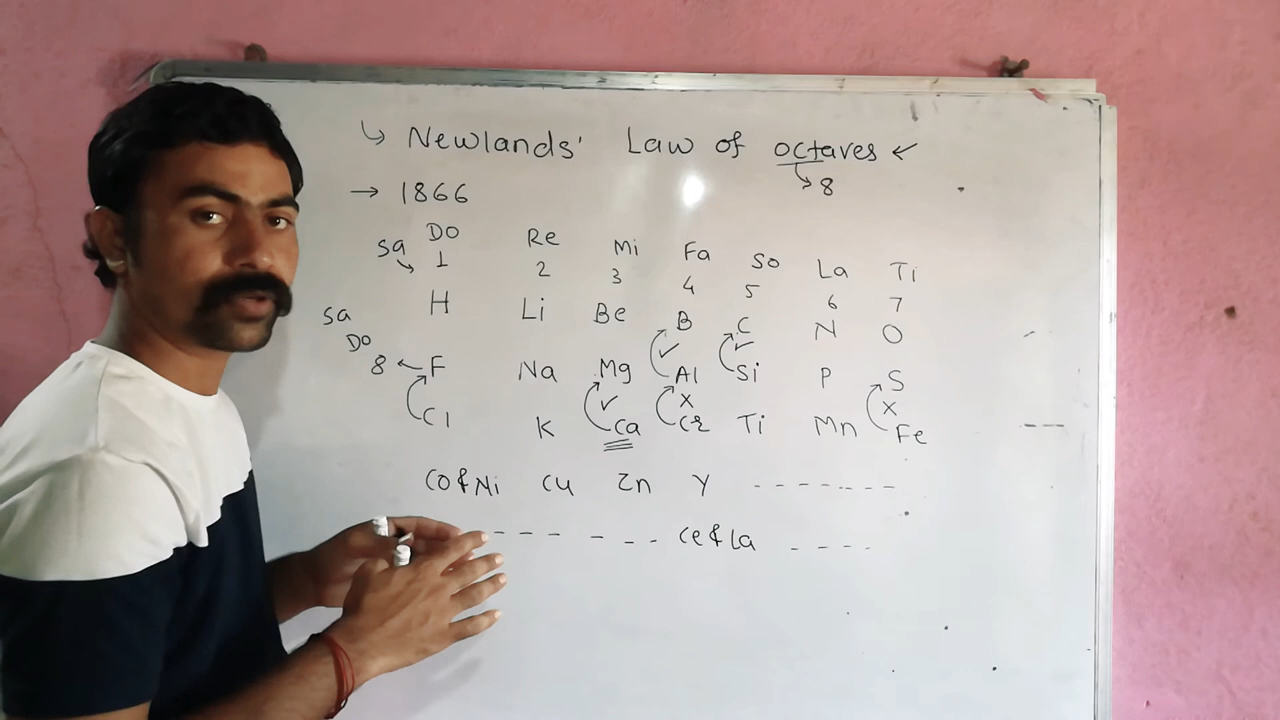 ↳ Newlands' Law of octaves ←
↳ 8
→ 1866
Sa Do Re Mi Fa So La Ti
1 2 3 4 5 6 7
H Li Be B C N O
Sa
Do
8 ← F Na Mg Al Si P S
Cl K Ca Cr Ti Mn Fe
Co & Ni Cu Zn Y - - - - - - -
- - - - - - Ce & La - - - -